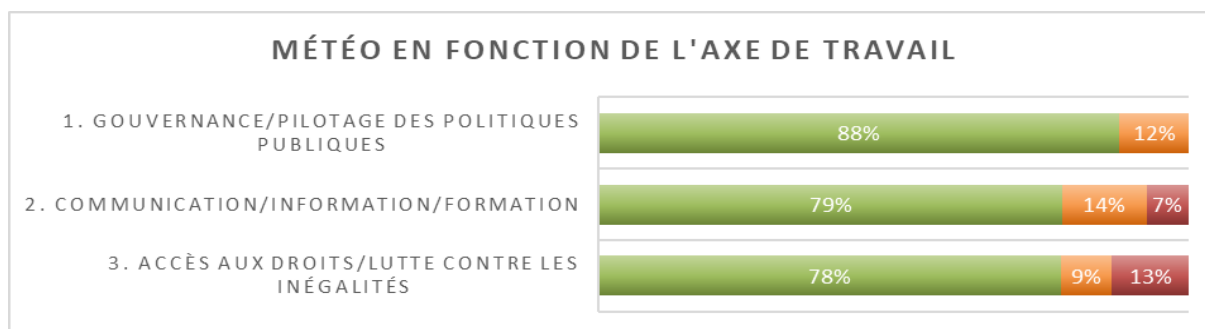 MÉTÉO EN FONCTION DE L'AXE DE TRAVAIL
1. GOUVERNANCE/PILOTAGE DES POLITIQUES
PUBLIQUES
88% 12%
2. COMMUNICATION/INFORMATION/FORMATION
79% 14% 7%
3. ACCÈS AUX DROITS/LUTTE CONTRE LES
INÉGALITÉS
78% 9% 13%